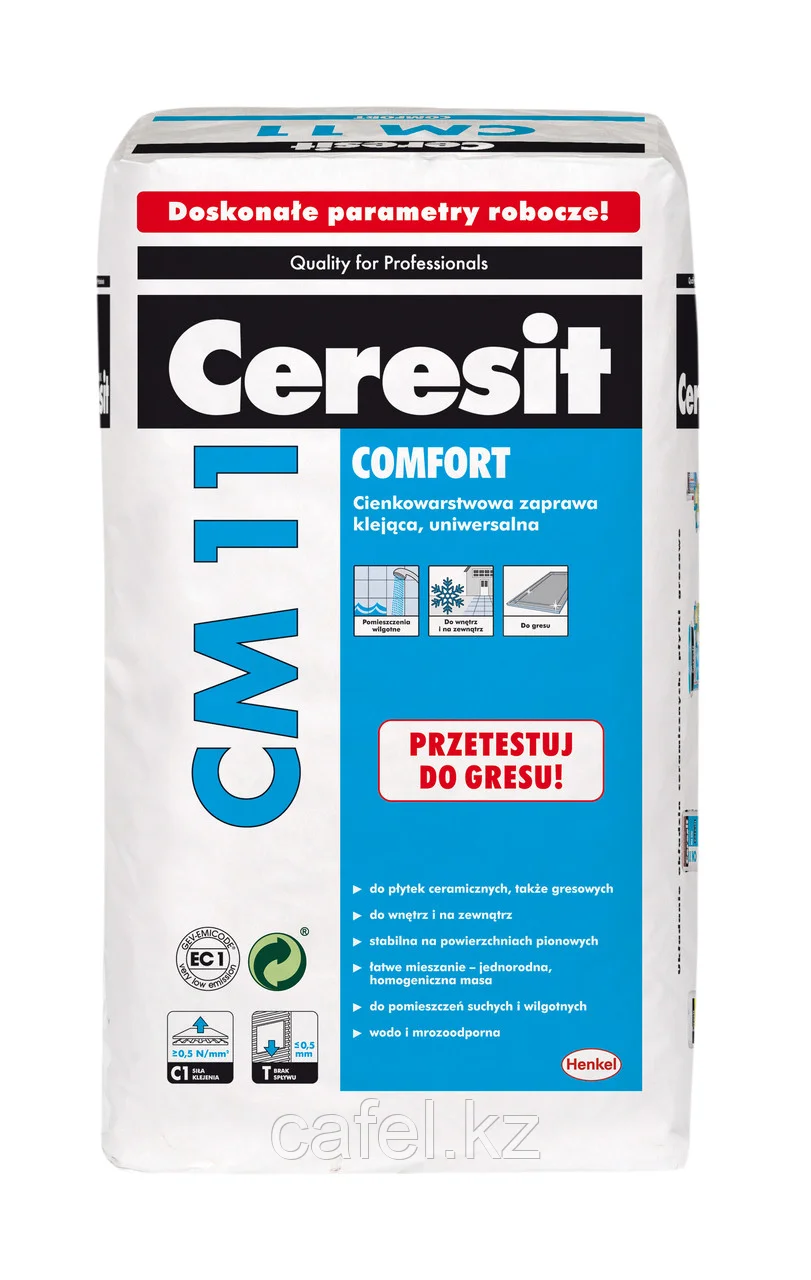 COMFORT
CM 11
Ceresit
Doskonałe parametry robocze!
Quality for Professionals
Ceresit
CM 11
COMFORT
Cienkowarstwowa zaprawa
klejąca, uniwersalna
Pomieszczenia
wilgotne
Do wnętrz
i na zewnątrz
Do gresu
PRZETESTUJ
DO GRESU!
▶ do płytek ceramicznych, także gresowych
▶ do wnętrz i na zewnątrz
▶ stabilna na powierzchniach pionowych
▶ łatwe mieszanie – jednorodna,
homogeniczna masa
▶ do pomieszczeń suchych i wilgotnych
▶ wodo i mrozoodporna
GEV-EMICODE®
EC 1
very low emission
®
≥0,5 N/mm²
C1 SIŁA
KLEJENIA
≤0,5
mm
T BRAK
SPŁYWU
Henkel
cafel.kz